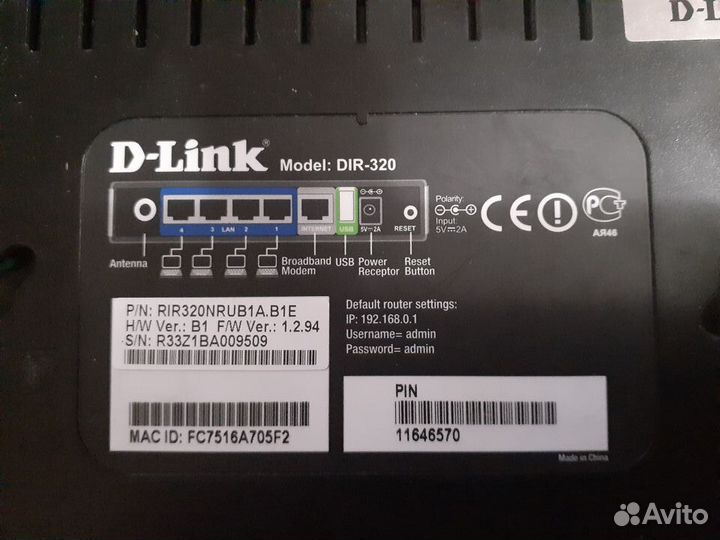 D-L
D-Link® Model: DIR-320
4 3 LAN 2 1 INTERNET USB 5V⎓2A RESET
Antenna
Broadband Modem
USB
Power Receptor
Reset Button
Polarity:
Input:
5V⎓2A
CE
РСТ
АЯ46
P/N: RIR320NRUB1A.B1E
H/W Ver.: B1 F/W Ver.: 1.2.94
S/N: R33Z1BA009509
MAC ID: FC7516A705F2
Default router settings:
IP: 192.168.0.1
Username= admin
Password= admin
PIN
11646570
Made in China
Avito